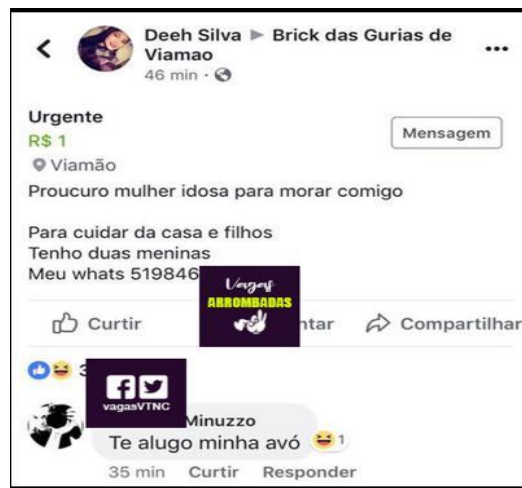 Deeh Silva ▶ Brick das Gurias de
Viamao
46 min
Urgente
R$ 1
Mensagem
Viamão
Proucuro mulher idosa para morar comigo
Para cuidar da casa e filhos
Tenho duas meninas
Meu whats 519846
Vagas
ARROMBADAS
Curtir
ntar
Compartilhar
vagasVTNC
Minuzzo
Te alugo minha avó
1
35 min Curtir Responder